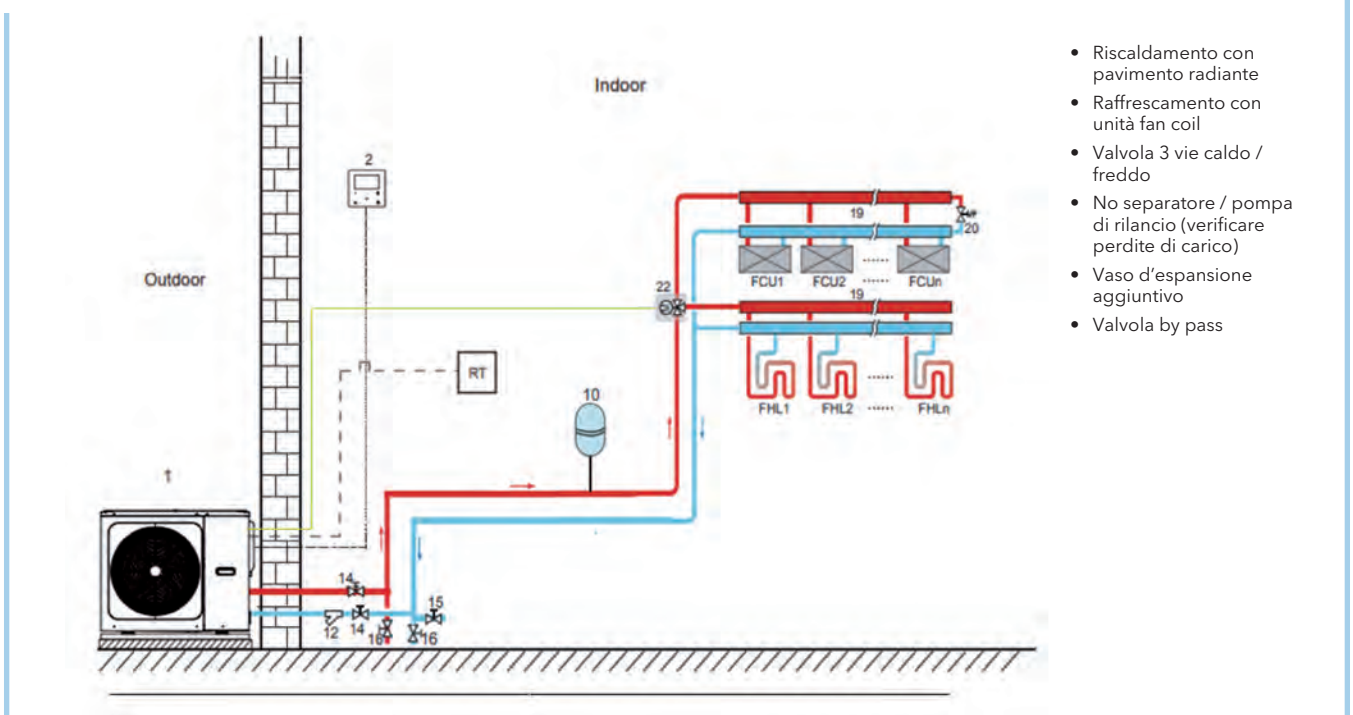 Indoor
2
Outdoor
RT
10
1
14
12
14
15
16
16
22
19
20
FCU1
FCU2
......
FCUn
19
......
FHL1
FHL2
......
FHLn
• Riscaldamento con
pavimento radiante
• Raffrescamento con
unità fan coil
• Valvola 3 vie caldo /
freddo
• No separatore / pompa
di rilancio (verificare
perdite di carico)
• Vaso d'espansione
aggiuntivo
• Valvola by pass